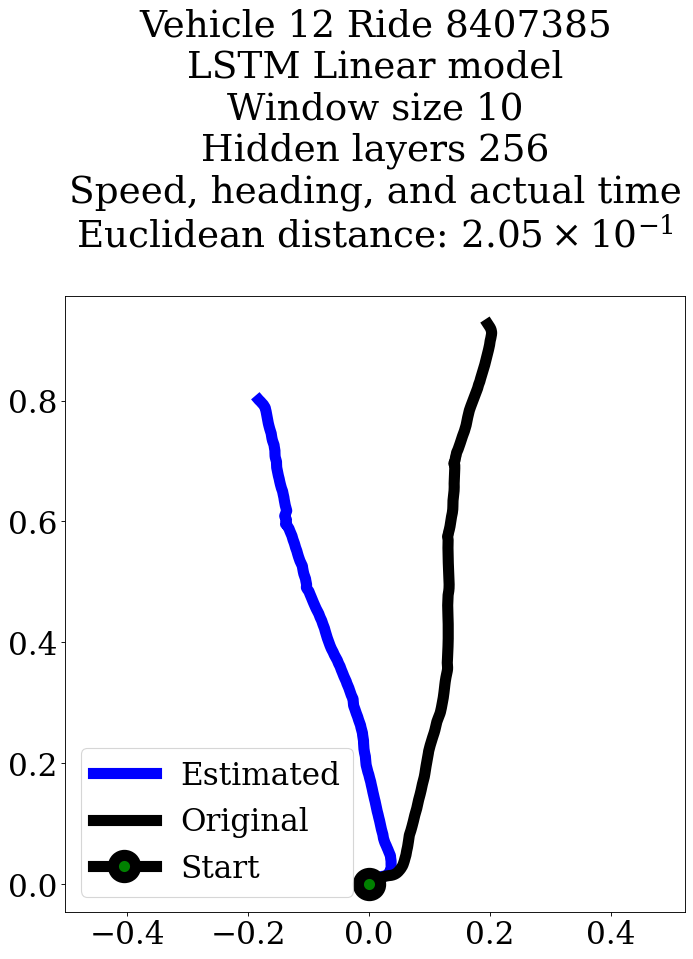 Vehicle 12 Ride 8407385
LSTM Linear model
Window size 10
Hidden layers 256
Speed, heading, and actual time
Euclidean distance: 2.05 × 10⁻¹
0.8
0.6
0.4
0.2
0.0
Estimated
Original
Start
−0.4 −0.2 0.0 0.2 0.4